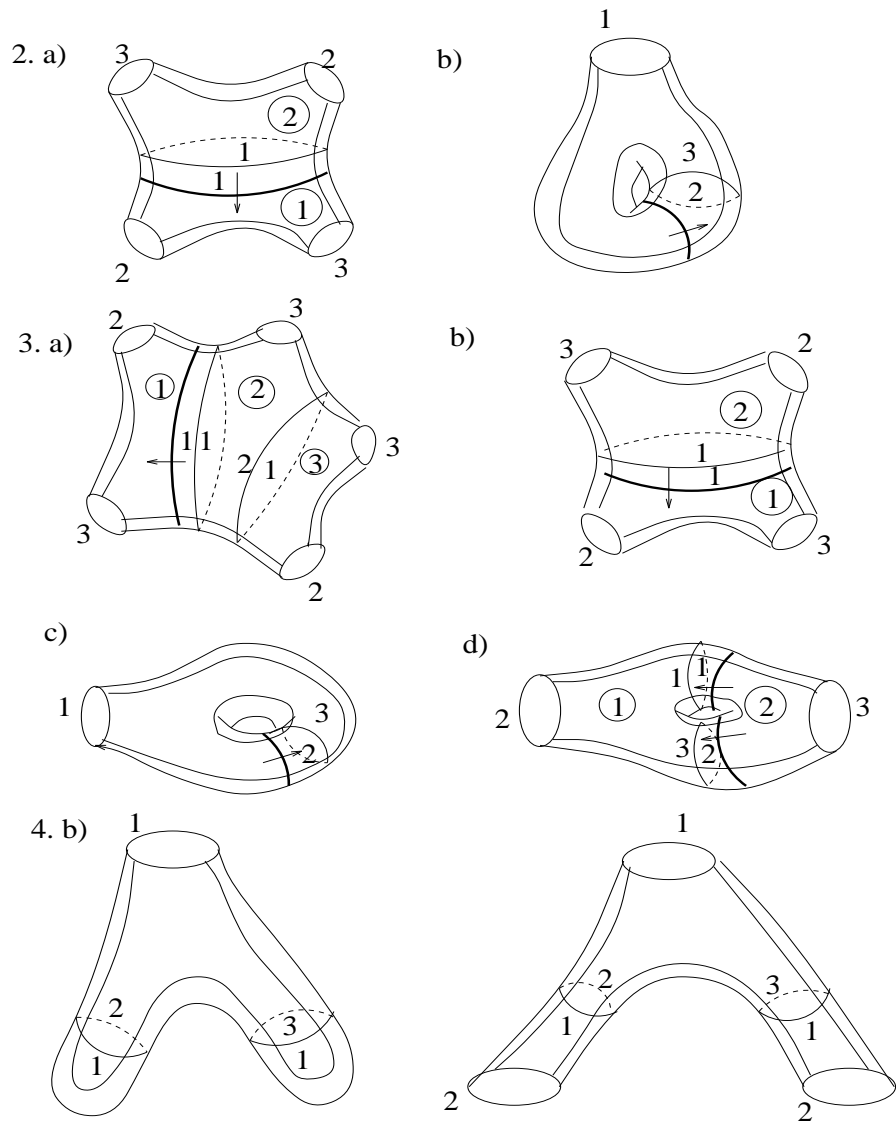 1
2. a) 3 2 b)
2
1 3
1 2
1
2 3
2 3 3. a) b)
3 2
1 2 2
1 1 2 1 3 3 1
1
1
3 2 2 3
c) d)
1 3 2 1 1 1 2 3
2 3 2
4. b) 1 1
2 3 2 3
1 1 1 1
2 2